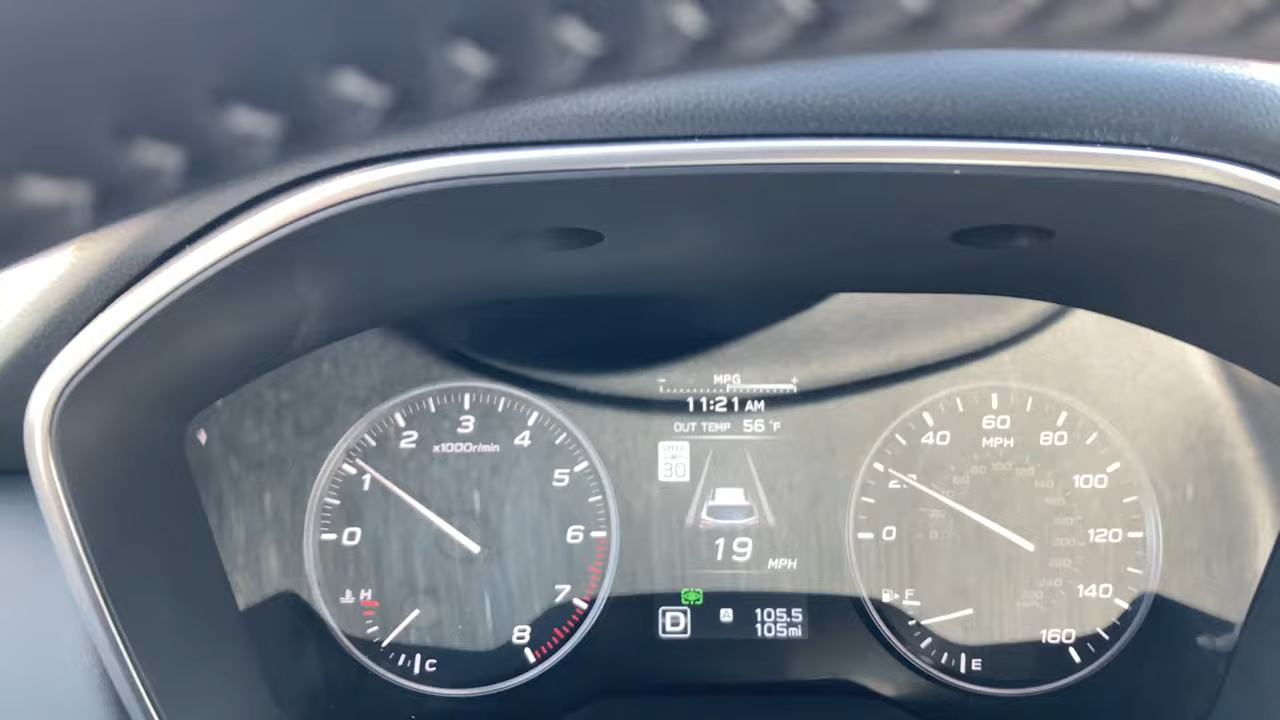 MPG
- +
11:21 AM
OUT TEMP 56 °F
SPEED
LIMIT
30
19 MPH
D A 105.5
105mi
0 1 2 3 4 5 6 7 8
x1000r/min
H
C
0 20 40 60 80 100 120 140 160
MPH
F
E